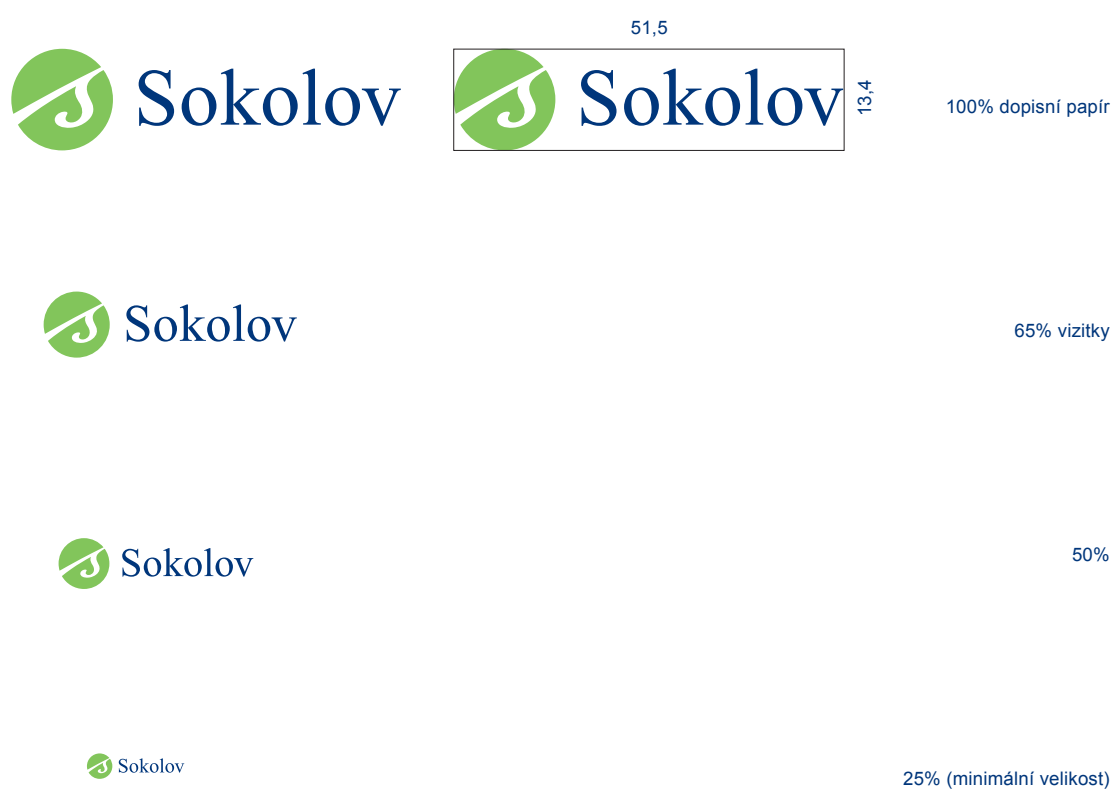 51,5
Sokolov
Sokolov
13,4
100% dopisní papír
Sokolov
65% vizitky
Sokolov
50%
Sokolov
25% (minimální velikost)